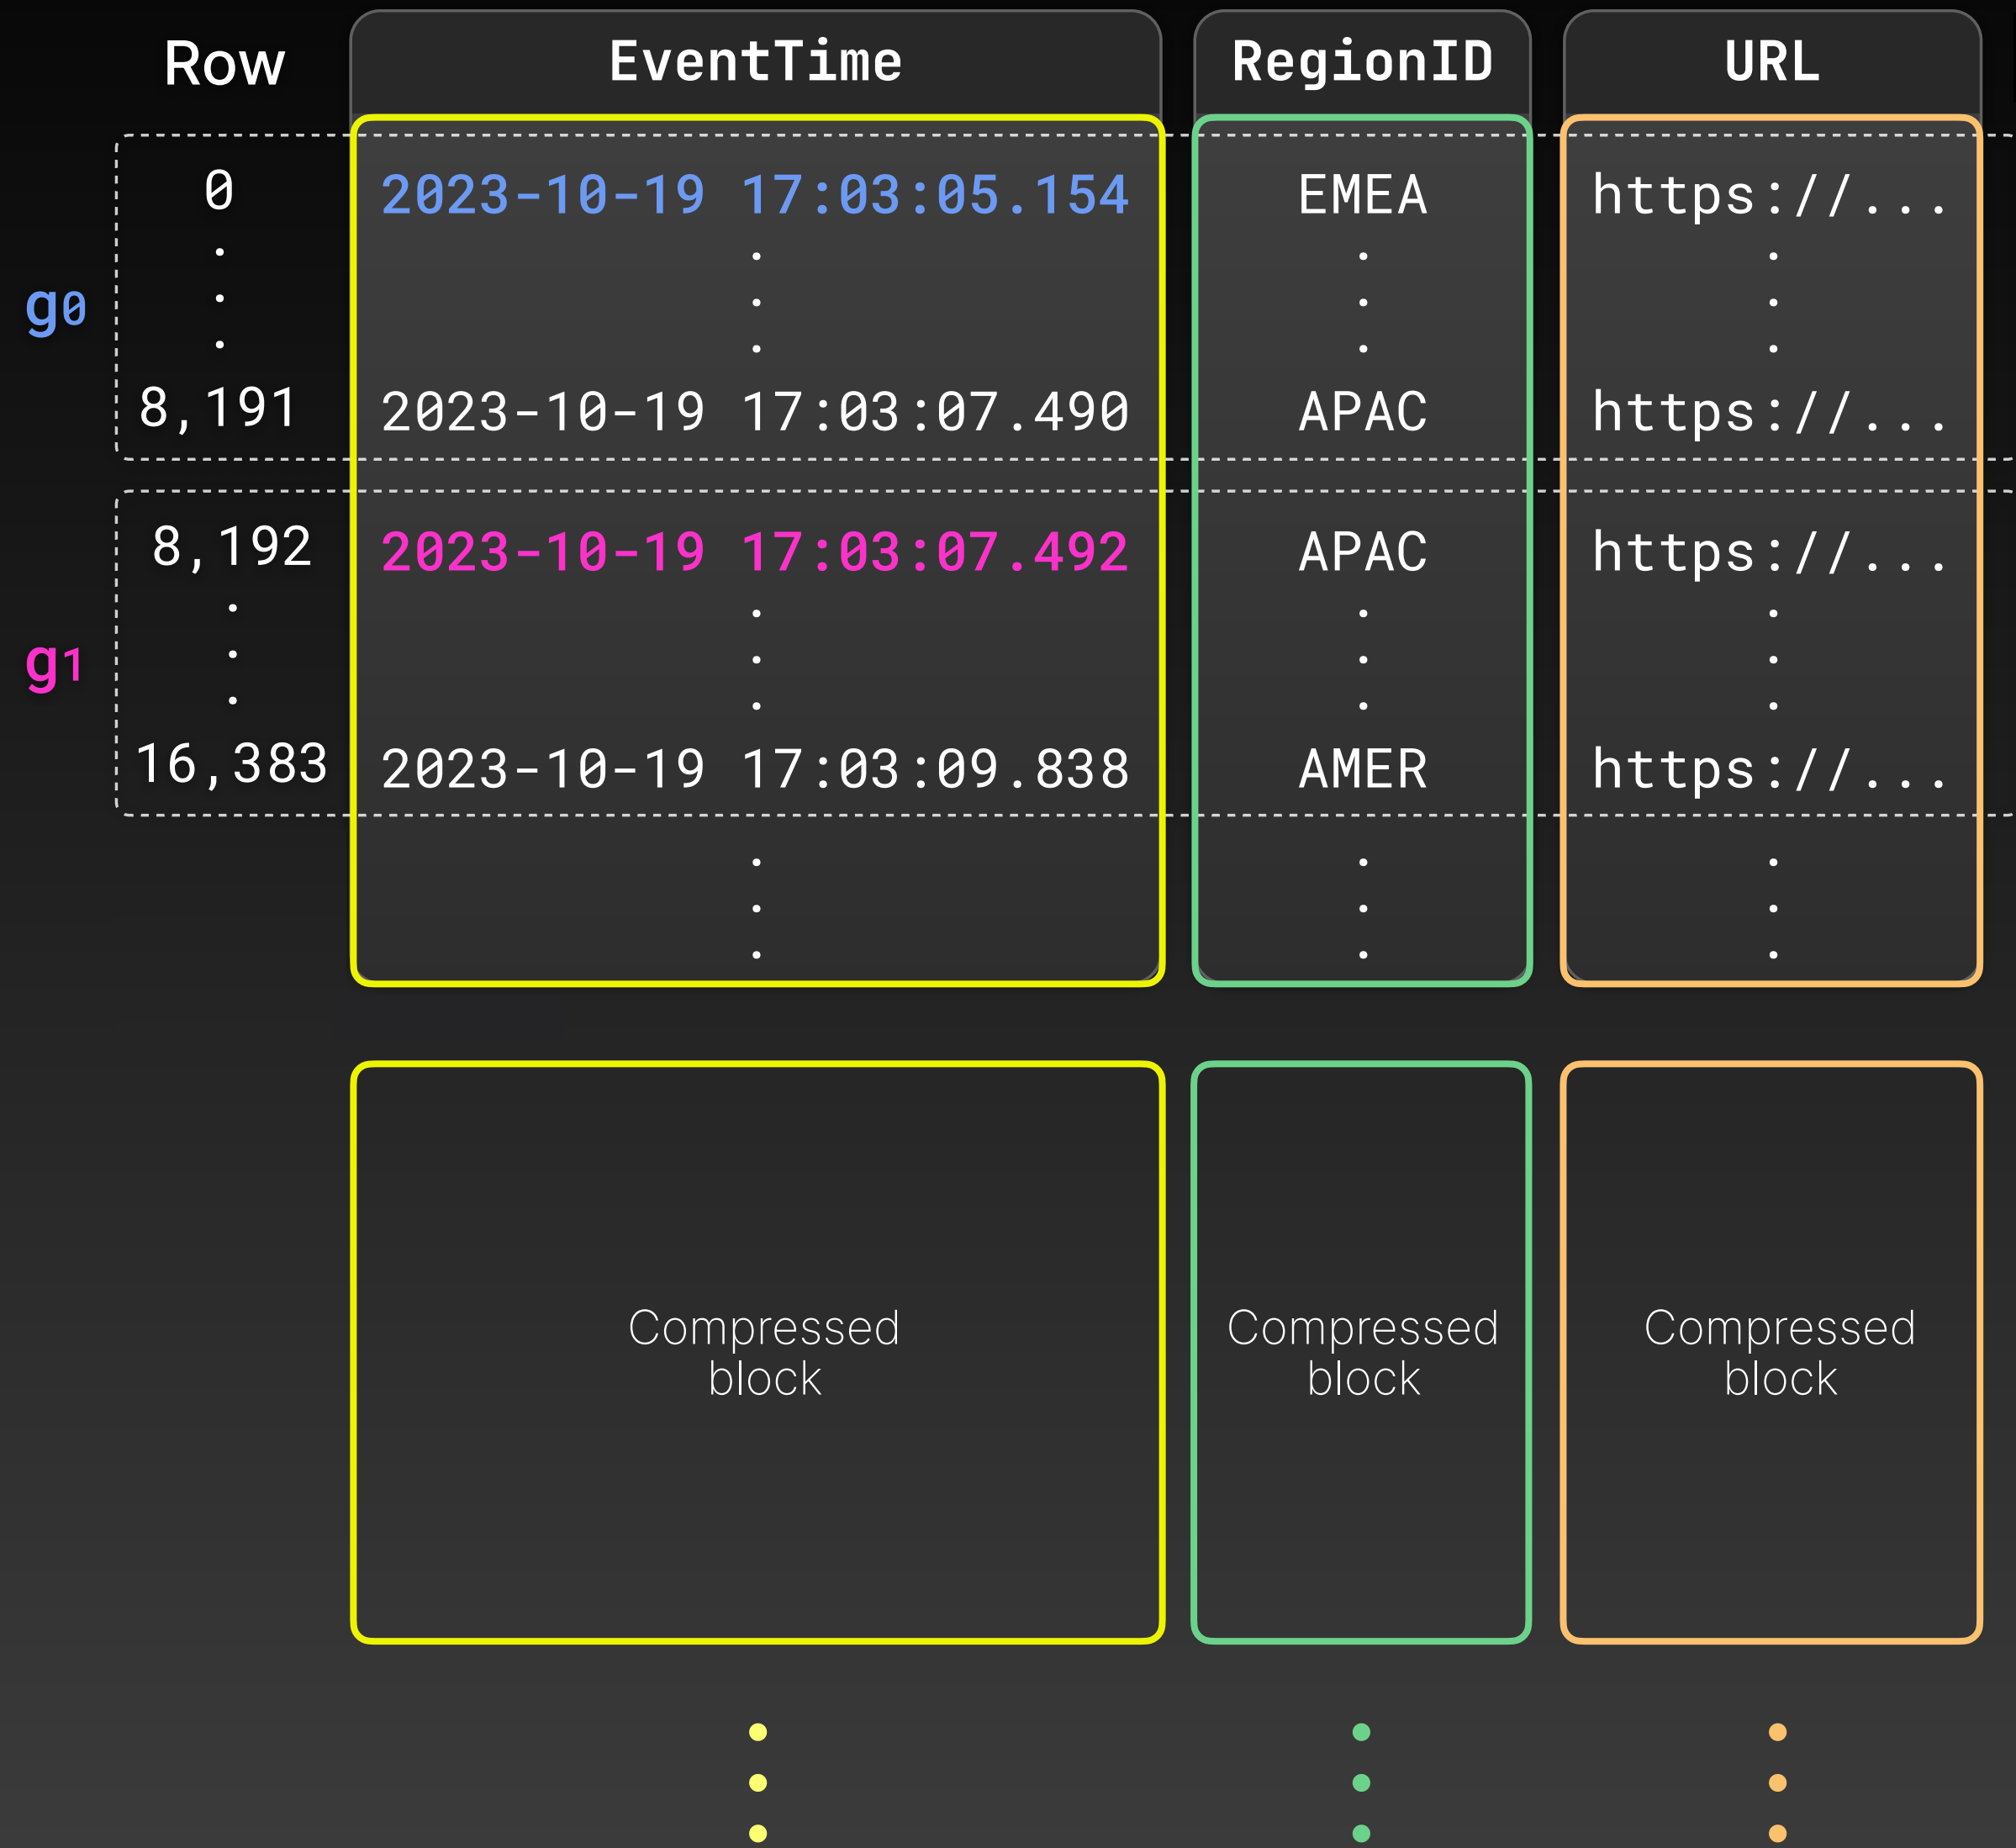 Row EventTime RegionID URL
0 2023-10-19 17:03:05.154 EMEA https://...
g0
8,191 2023-10-19 17:03:07.490 APAC https://...
8,192 2023-10-19 17:03:07.492 APAC https://...
g1
16,383 2023-10-19 17:03:09.838 AMER https://...
Compressed block
Compressed block
Compressed block